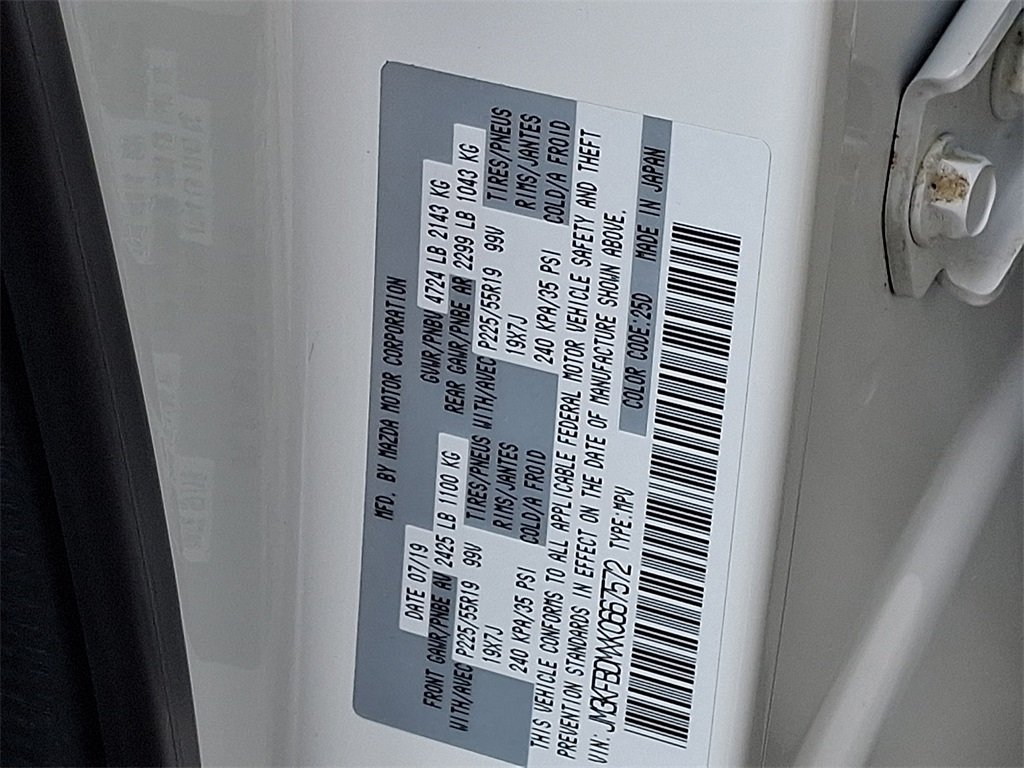 MFD. BY MAZDA MOTOR CORPORATION
DATE 07/19 GVWR/PNBV 4724 LB 2143 KG
FRONT GAWR/PNBE AV 2425 LB 1100 KG REAR GAWR/PNBE AR 2299 LB 1043 KG
WITH/AVEC P225/55R19 99V TIRES/PNEUS WITH/AVEC P225/55R19 99V TIRES/PNEUS
19X7J RIMS/JANTES 19X7J RIMS/JANTES
240 KPA/35 PSI COLD/A FROID 240 KPA/35 PSI COLD/A FROID
THIS VEHICLE CONFORMS TO ALL APPLICABLE FEDERAL MOTOR VEHICLE SAFETY AND THEFT
PREVENTION STANDARDS IN EFFECT ON THE DATE OF MANUFACTURE SHOWN ABOVE.
VIN: JM3KFBDMXK0667572 TYPE:MPV COLOR CODE:25D MADE IN JAPAN